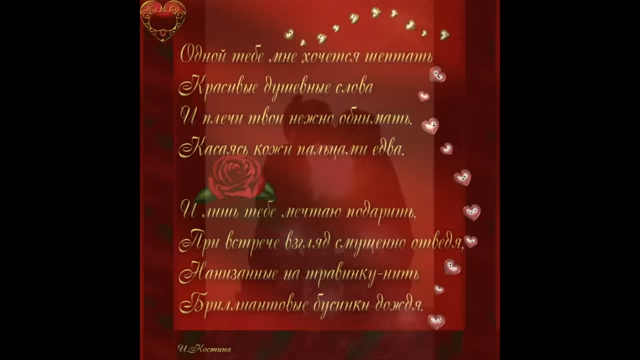 Одной тебе мне хочется шептать
Красивые душевные слова
И плечи твои нежно обнимать,
Касаясь кожи пальцами едва.
И лишь тебе мечтаю подарить,
При встрече взгляд смущенно отведя,
Нанизанные на травинку-нить
Бриллиантовые бусинки дождя.
И.Костина